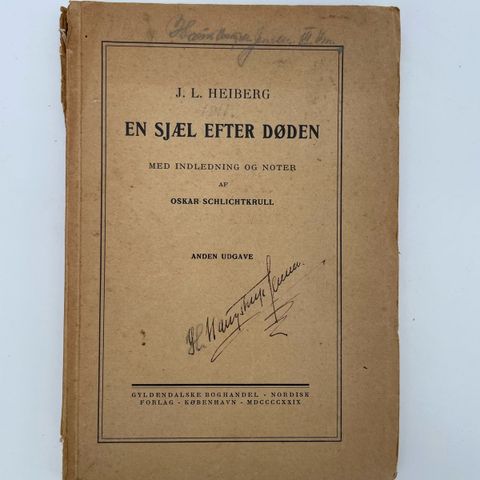 J. L. HEIBERG
EN SJÆL EFTER DØDEN
MED INDLEDNING OG NOTER
AF
OSKAR SCHLICHTKRULL
ANDEN UDGAVE
GYLDENDALSKE BOGHANDEL - NORDISK
FORLAG - KØBENHAVN - MDCCCCXXIX